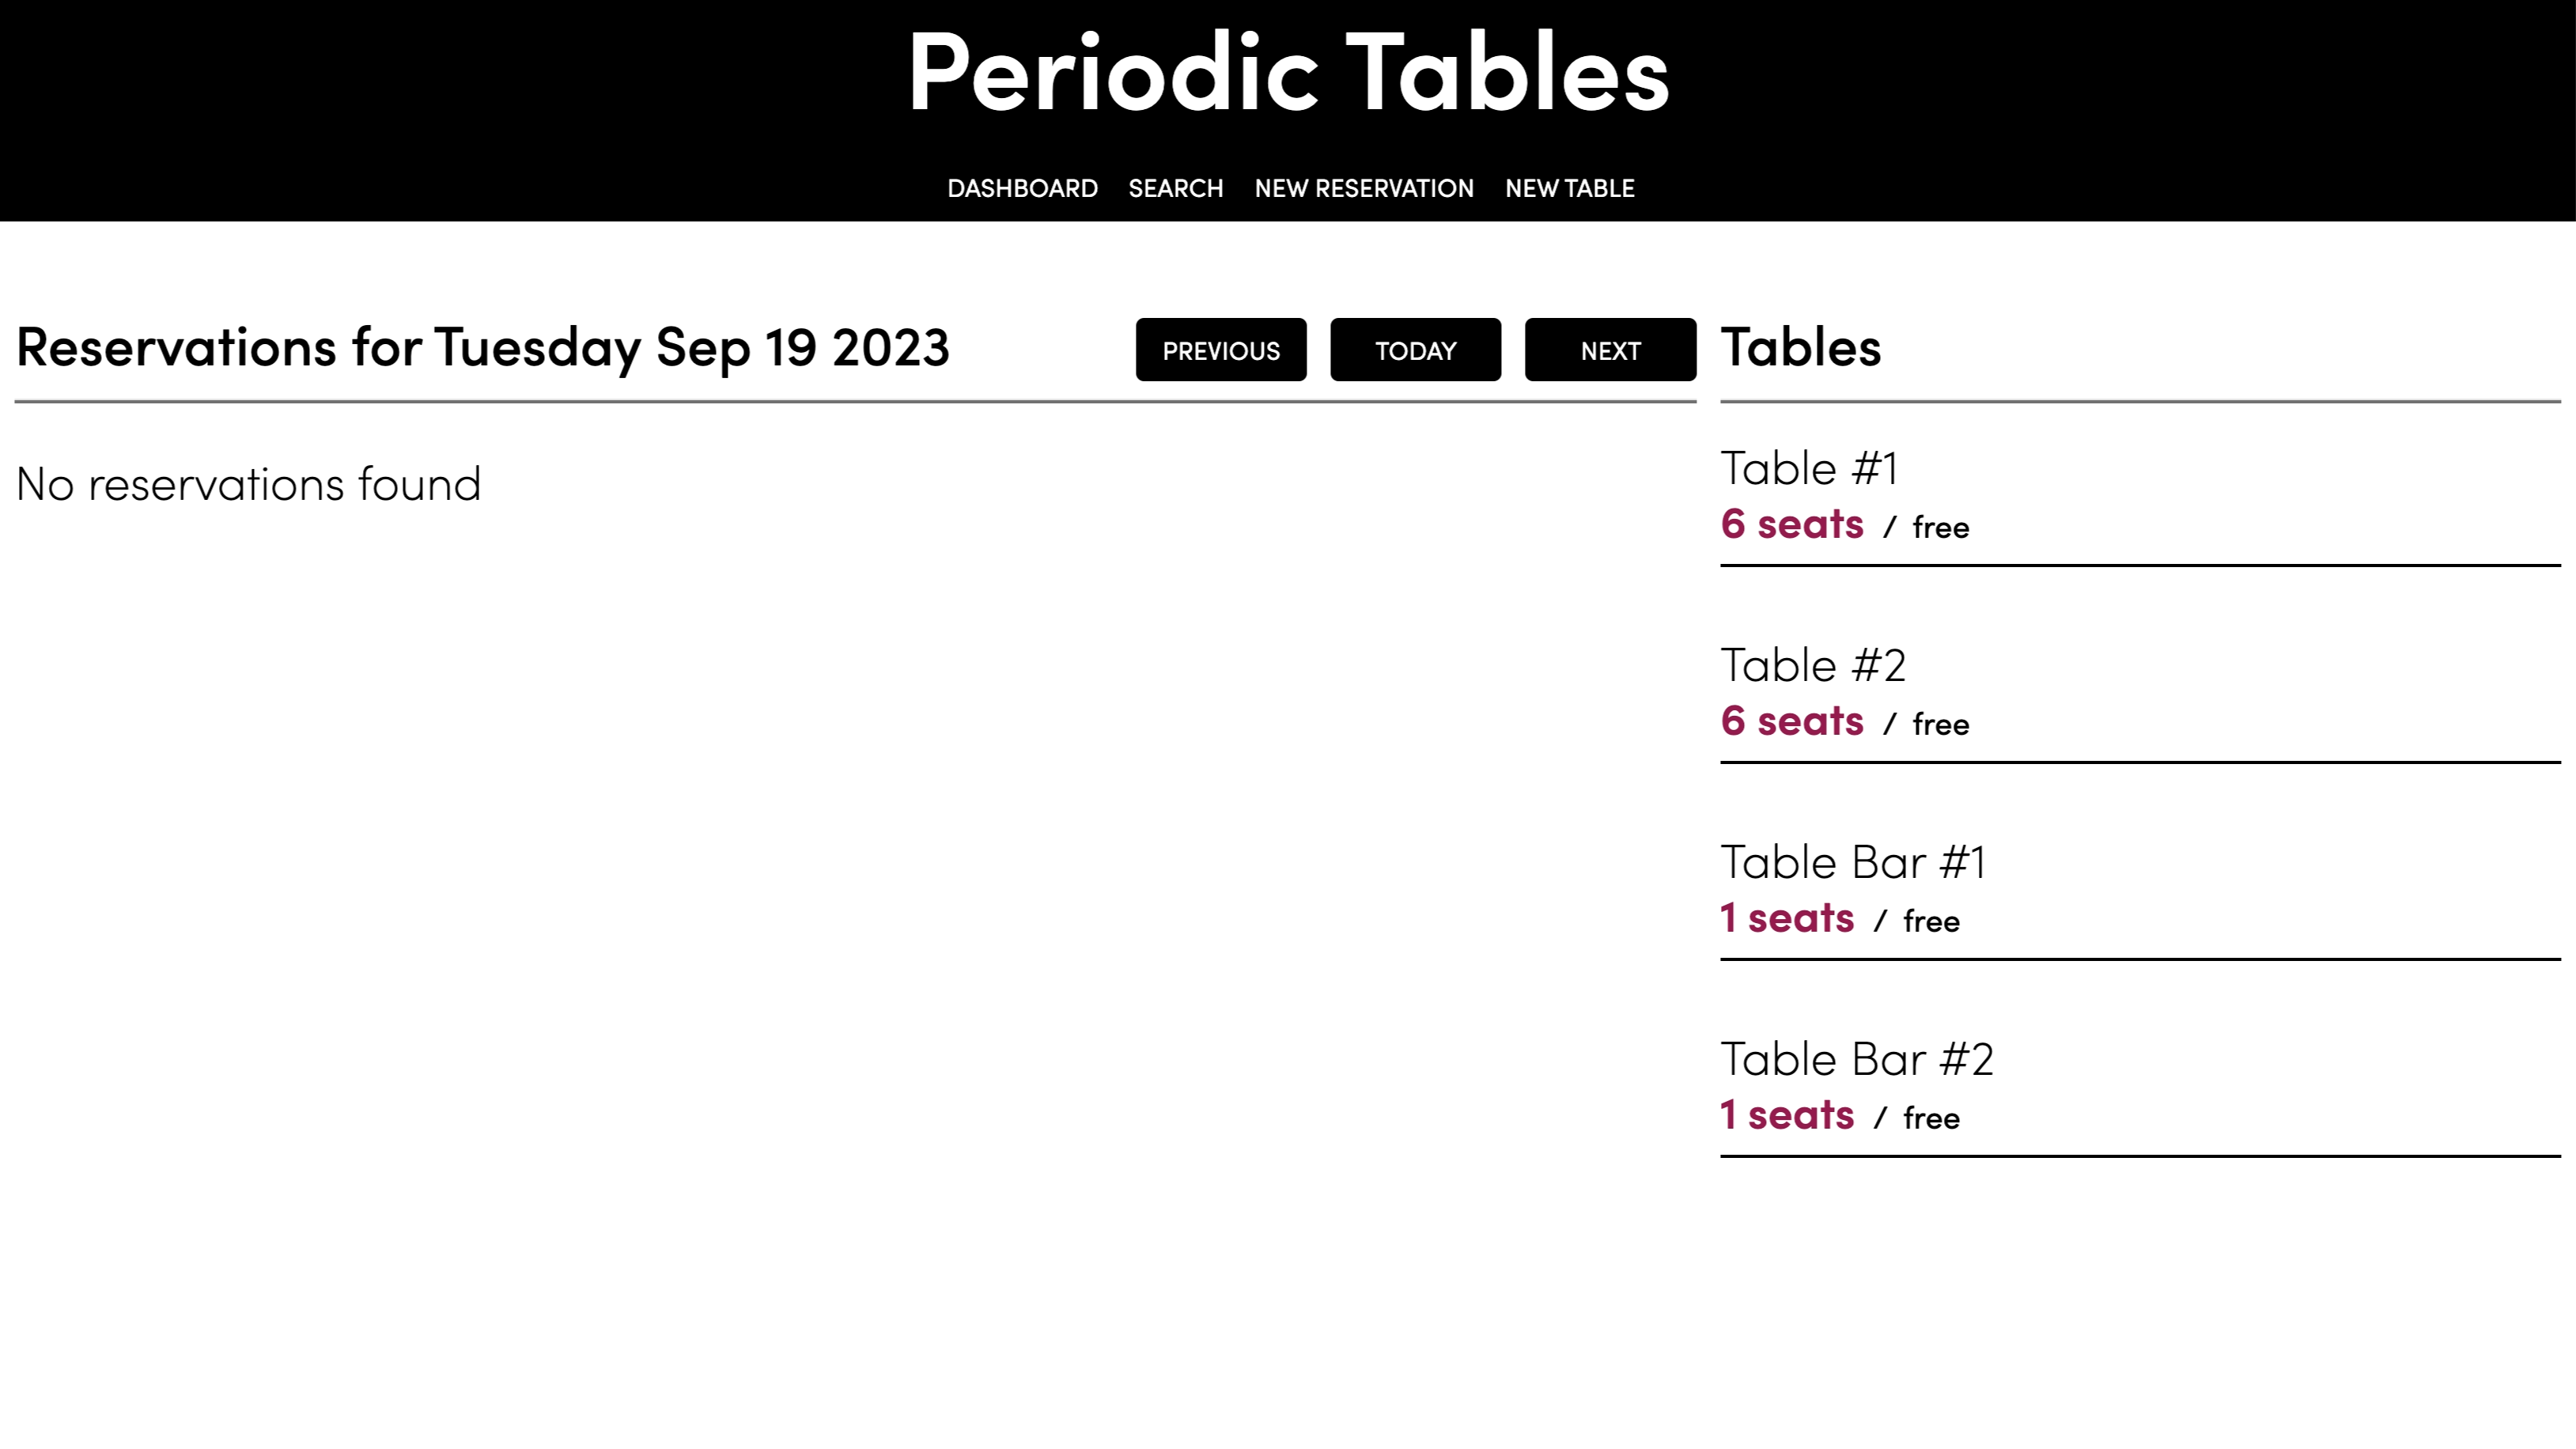 Periodic Tables
DASHBOARD SEARCH NEW RESERVATION NEW TABLE
Reservations for Tuesday Sep 19 2023
PREVIOUS TODAY NEXT
No reservations found
Tables
Table #1
6 seats / free
Table #2
6 seats / free
Table Bar #1
1 seats / free
Table Bar #2
1 seats / free